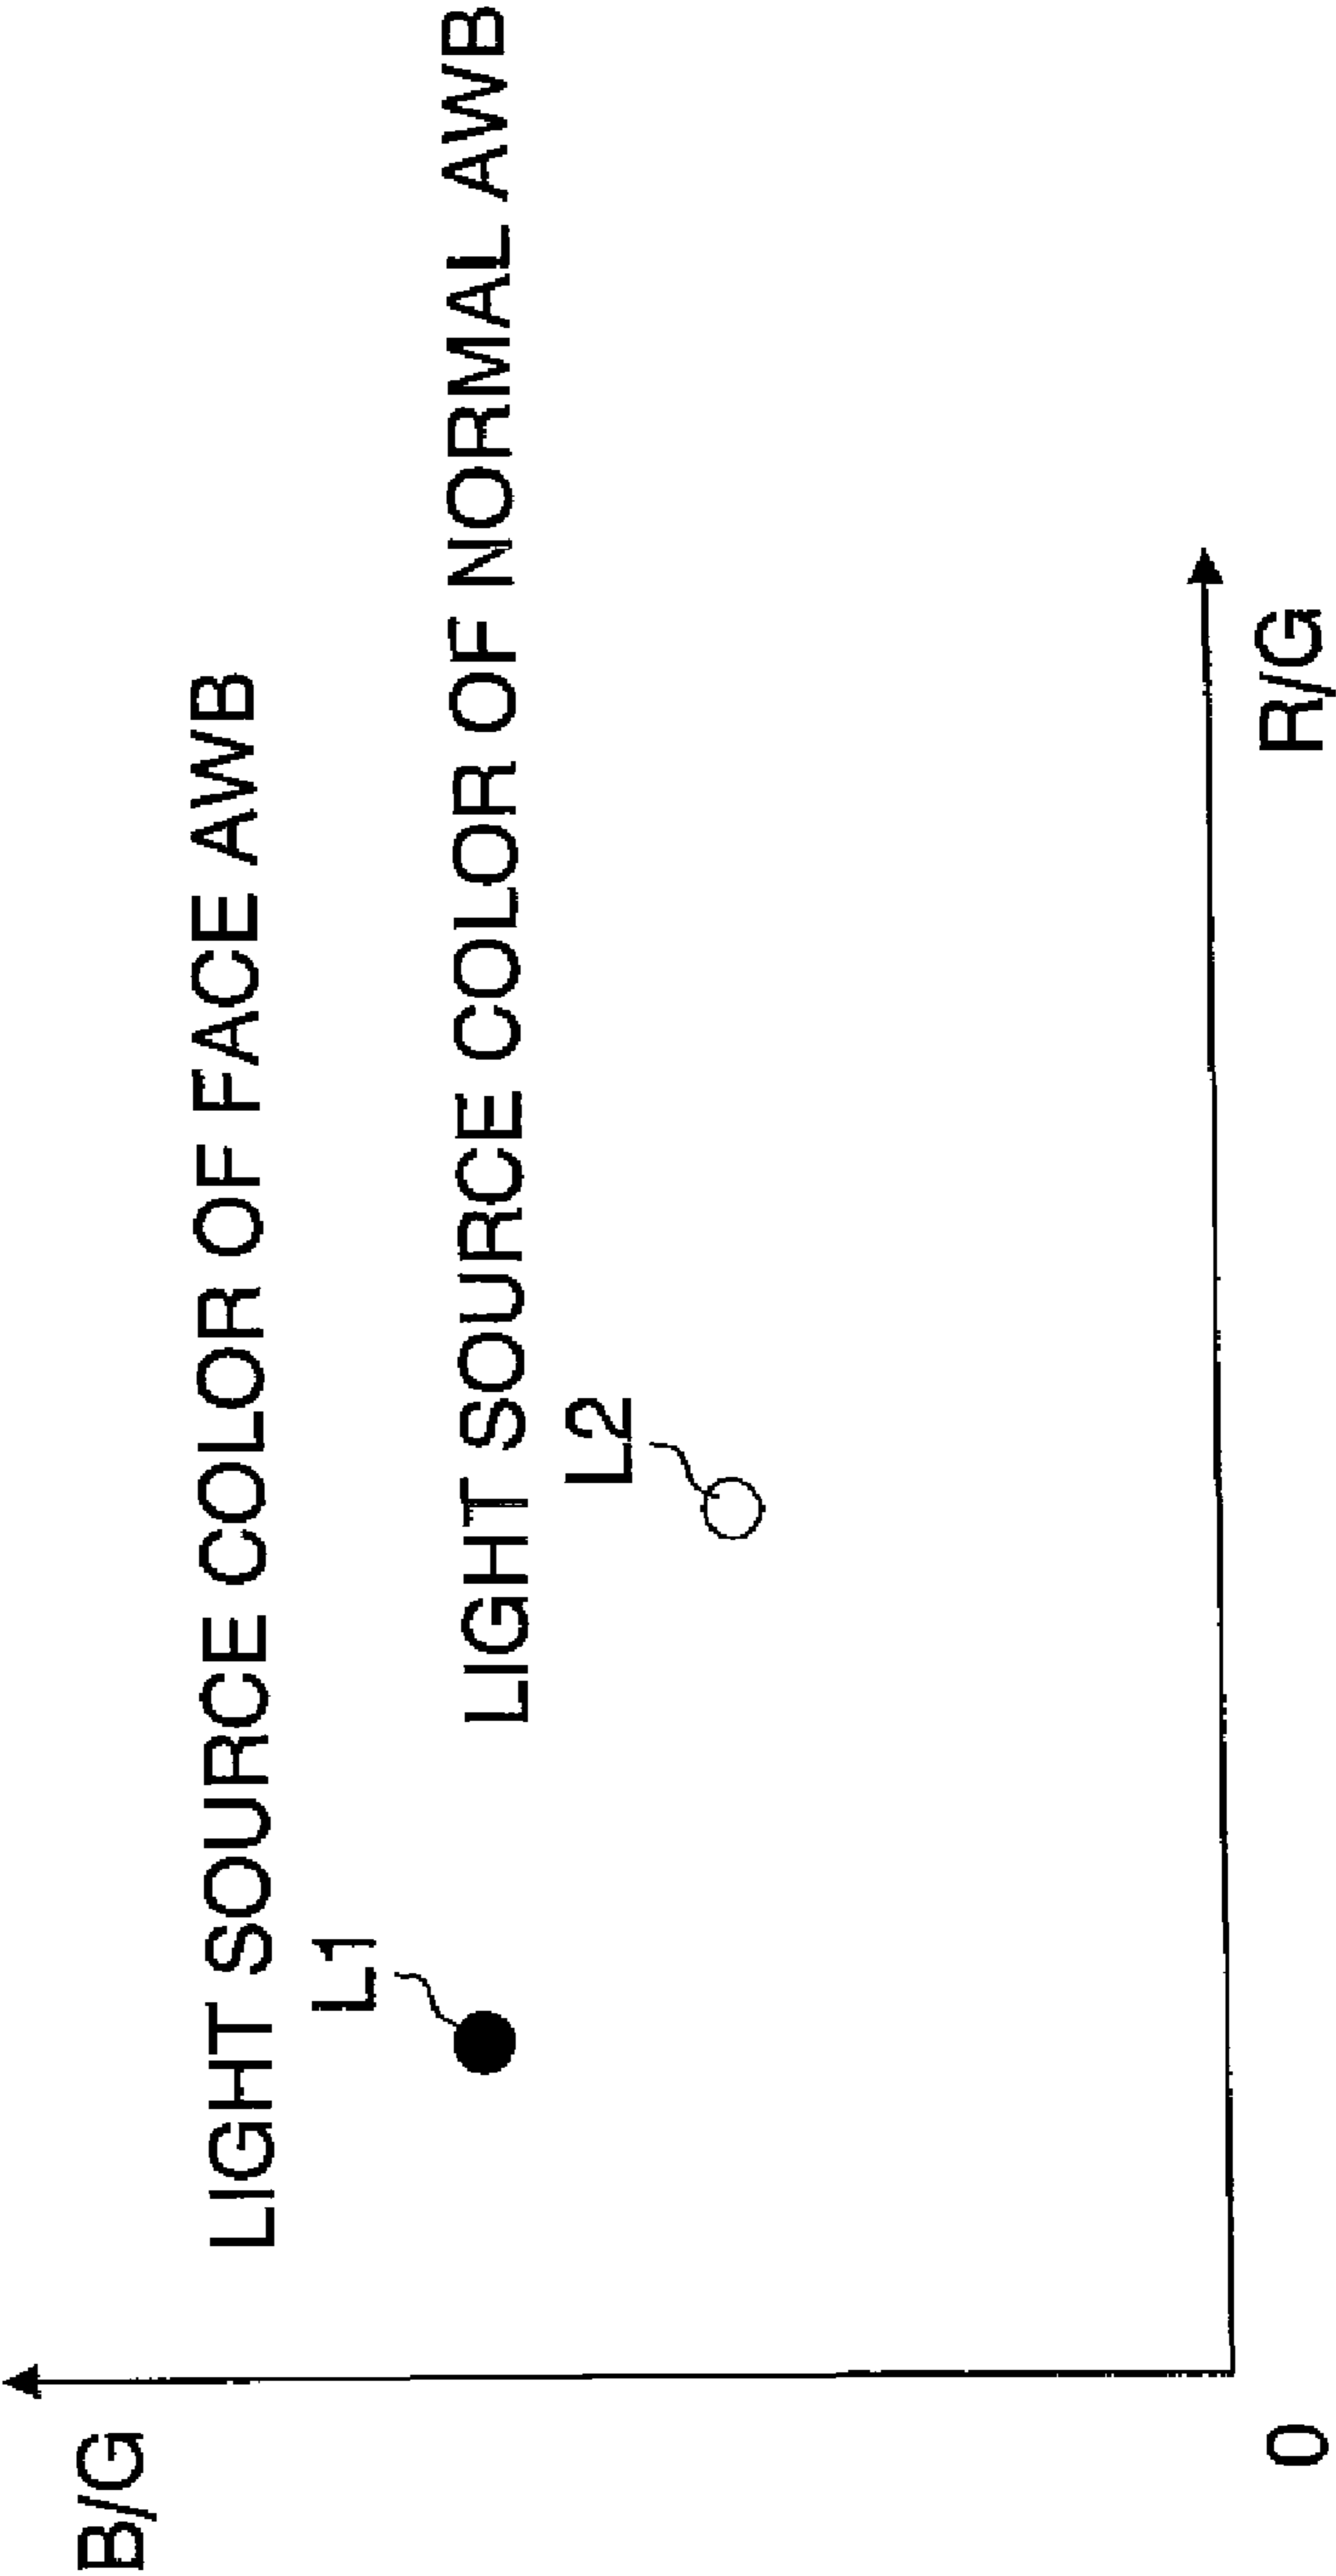 B/G
LIGHT SOURCE COLOR OF FACE AWB
L1
LIGHT SOURCE COLOR OF NORMAL AWB
L2
0
R/G